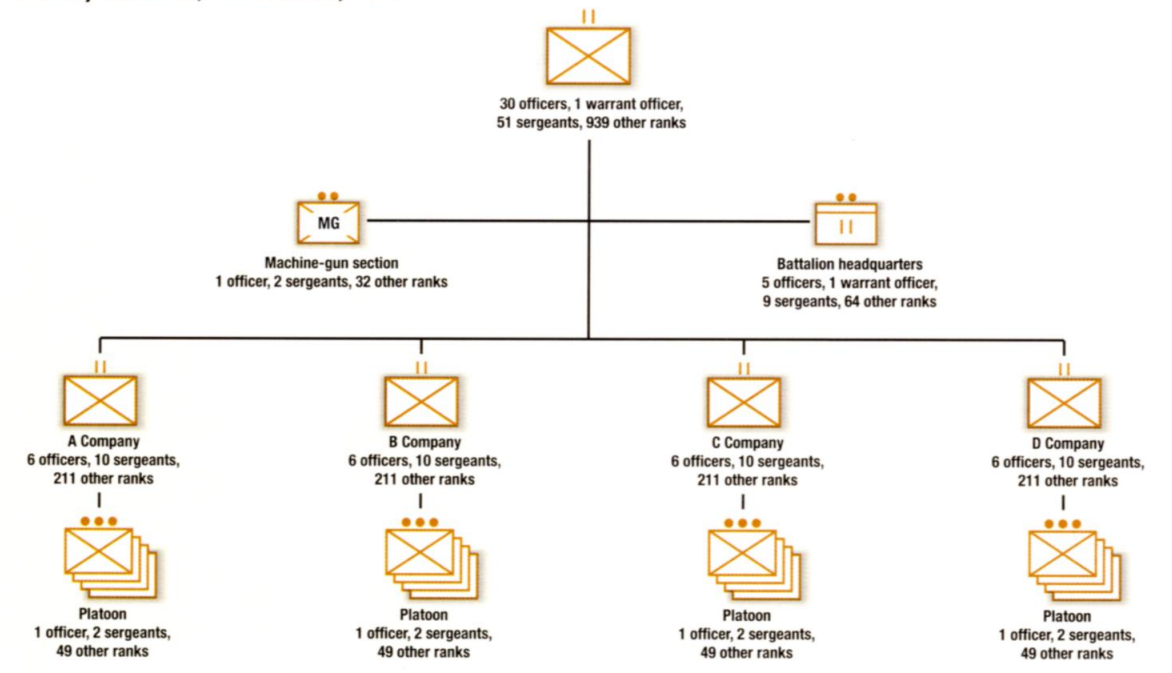 30 officers, 1 warrant officer,
51 sergeants, 939 other ranks
MG
Machine-gun section
1 officer, 2 sergeants, 32 other ranks
Battalion headquarters
5 officers, 1 warrant officer,
9 sergeants, 64 other ranks
A Company
6 officers, 10 sergeants,
211 other ranks
B Company
6 officers, 10 sergeants,
211 other ranks
C Company
6 officers, 10 sergeants,
211 other ranks
D Company
6 officers, 10 sergeants,
211 other ranks
Platoon
1 officer, 2 sergeants,
49 other ranks
Platoon
1 officer, 2 sergeants,
49 other ranks
Platoon
1 officer, 2 sergeants,
49 other ranks
Platoon
1 officer, 2 sergeants,
49 other ranks